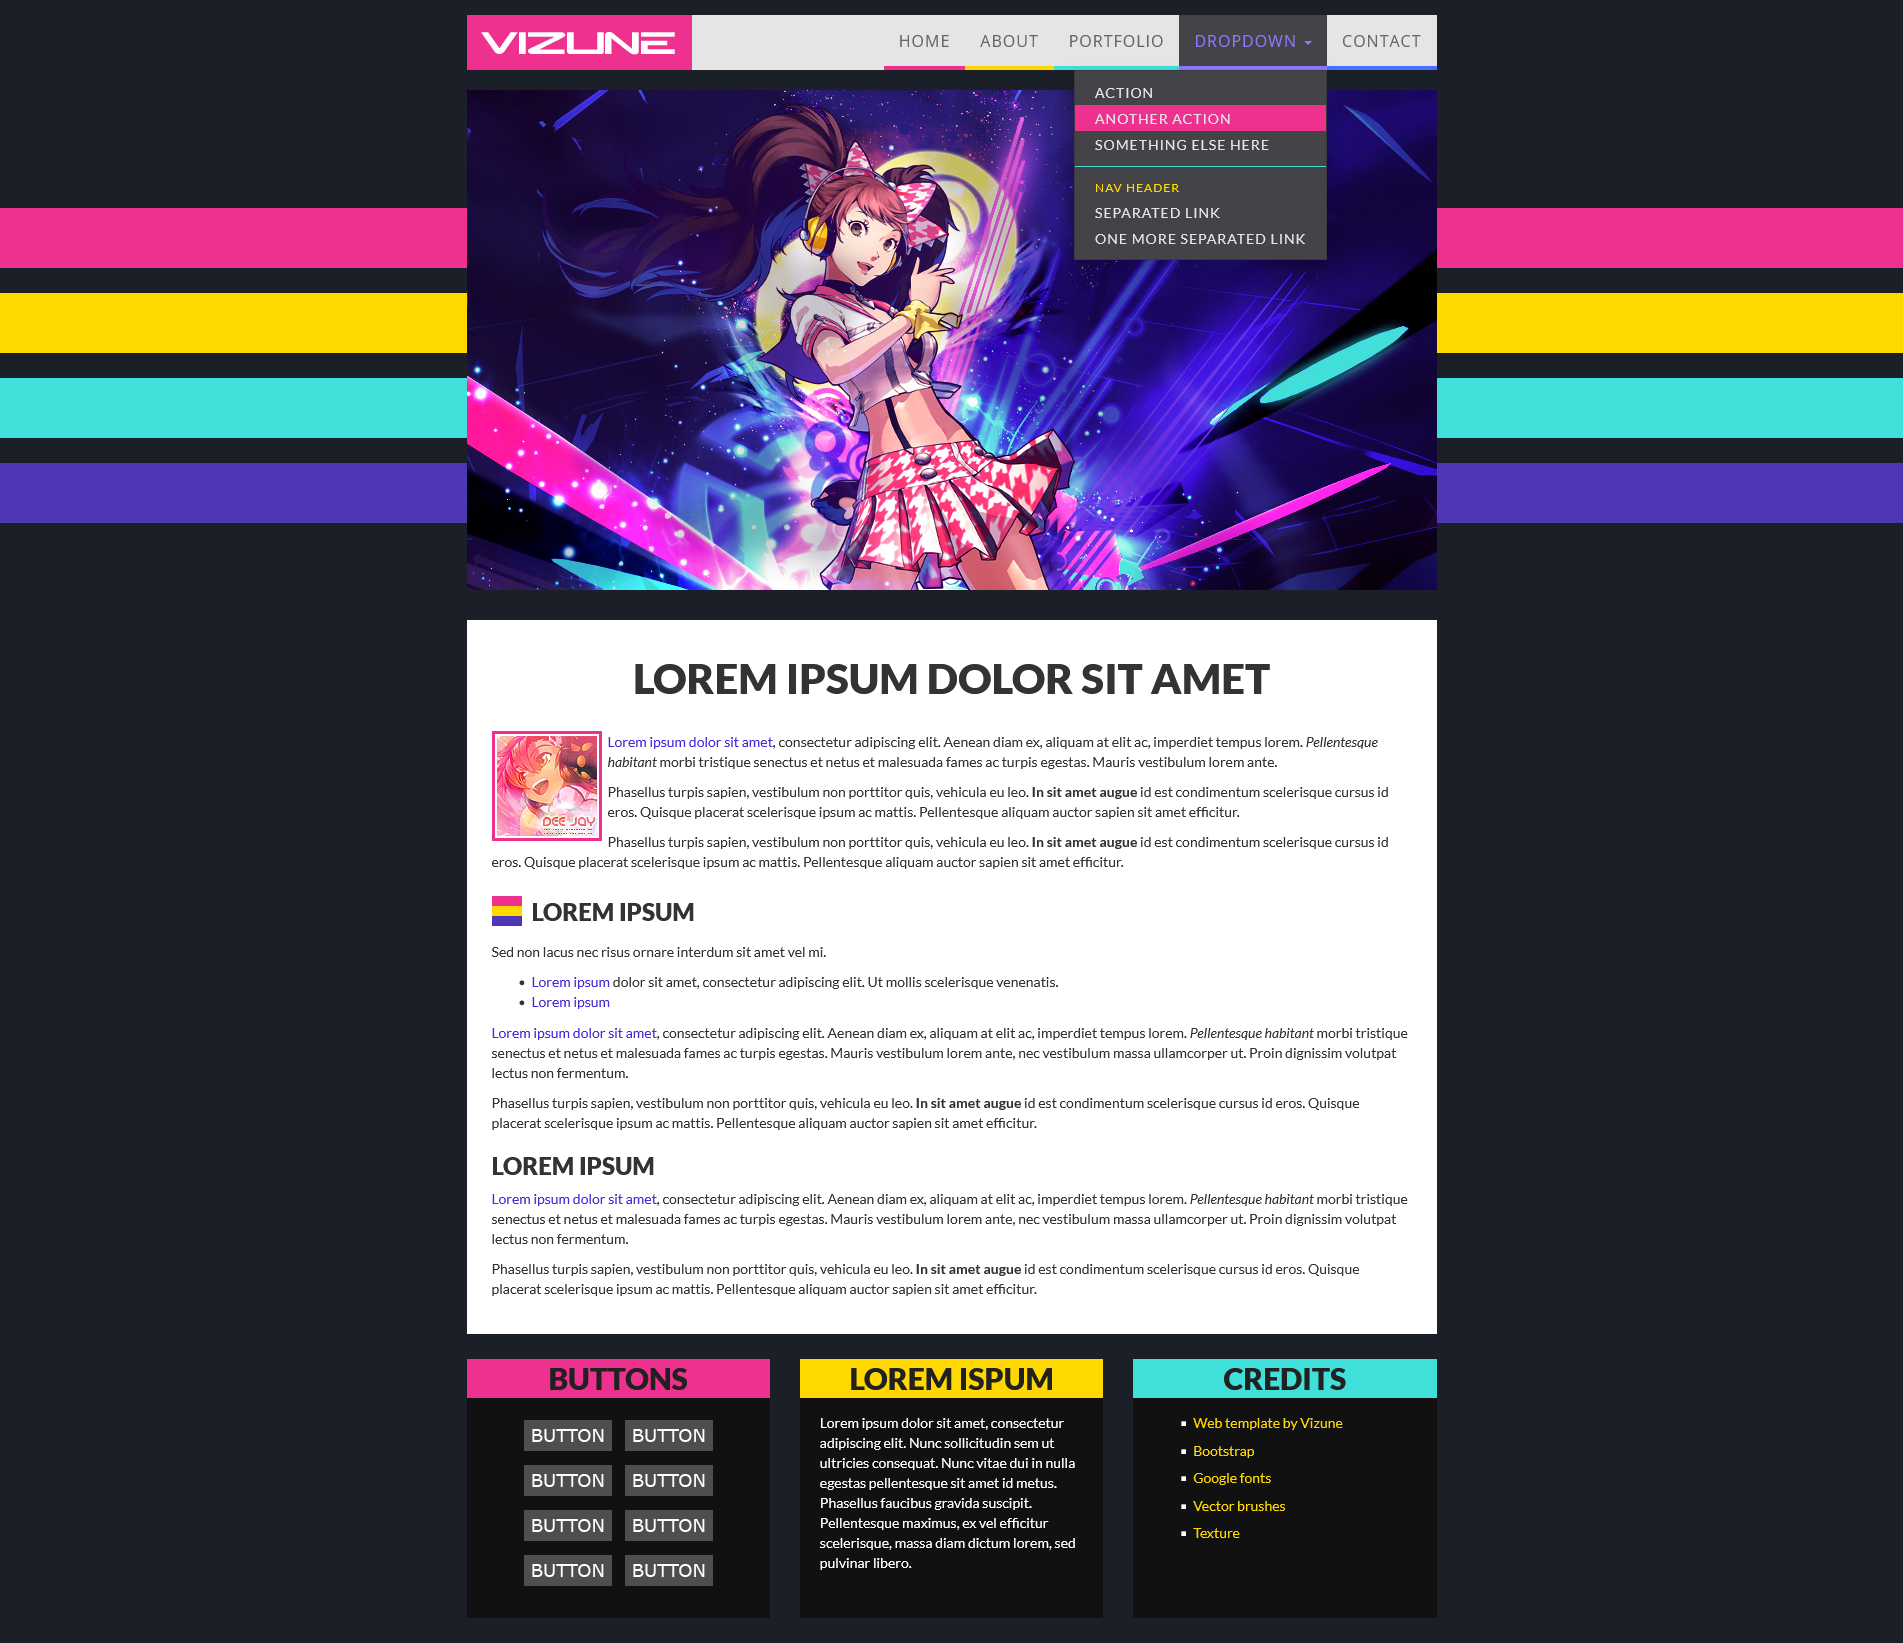 VIZUNE
HOME ABOUT PORTFOLIO DROPDOWN CONTACT
ACTION
ANOTHER ACTION
SOMETHING ELSE HERE
NAV HEADER
SEPARATED LINK
ONE MORE SEPARATED LINK
LOREM IPSUM DOLOR SIT AMET
DEE JAY
Lorem ipsum dolor sit amet, consectetur adipiscing elit. Aenean diam ex, aliquam at elit ac, imperdiet tempus lorem. Pellentesque
habitant morbi tristique senectus et netus et malesuada fames ac turpis egestas. Mauris vestibulum lorem ante.
Phasellus turpis sapien, vestibulum non porttitor quis, vehicula eu leo. In sit amet augue id est condimentum scelerisque cursus id
eros. Quisque placerat scelerisque ipsum ac mattis. Pellentesque aliquam auctor sapien sit amet efficitur.
Phasellus turpis sapien, vestibulum non porttitor quis, vehicula eu leo. In sit amet augue id est condimentum scelerisque cursus id
eros. Quisque placerat scelerisque ipsum ac mattis. Pellentesque aliquam auctor sapien sit amet efficitur.
LOREM IPSUM
Sed non lacus nec risus ornare interdum sit amet vel mi.
• Lorem ipsum dolor sit amet, consectetur adipiscing elit. Ut mollis scelerisque venenatis.
• Lorem ipsum
Lorem ipsum dolor sit amet, consectetur adipiscing elit. Aenean diam ex, aliquam at elit ac, imperdiet tempus lorem. Pellentesque habitant morbi tristique
senectus et netus et malesuada fames ac turpis egestas. Mauris vestibulum lorem ante, nec vestibulum massa ullamcorper ut. Proin dignissim volutpat
lectus non fermentum.
Phasellus turpis sapien, vestibulum non porttitor quis, vehicula eu leo. In sit amet augue id est condimentum scelerisque cursus id eros. Quisque
placerat scelerisque ipsum ac mattis. Pellentesque aliquam auctor sapien sit amet efficitur.
LOREM IPSUM
Lorem ipsum dolor sit amet, consectetur adipiscing elit. Aenean diam ex, aliquam at elit ac, imperdiet tempus lorem. Pellentesque habitant morbi tristique
senectus et netus et malesuada fames ac turpis egestas. Mauris vestibulum lorem ante, nec vestibulum massa ullamcorper ut. Proin dignissim volutpat
lectus non fermentum.
Phasellus turpis sapien, vestibulum non porttitor quis, vehicula eu leo. In sit amet augue id est condimentum scelerisque cursus id eros. Quisque
placerat scelerisque ipsum ac mattis. Pellentesque aliquam auctor sapien sit amet efficitur.
BUTTONS
BUTTON BUTTON
BUTTON BUTTON
BUTTON BUTTON
BUTTON BUTTON
LOREM ISPUM
Lorem ipsum dolor sit amet, consectetur
adipiscing elit. Nunc sollicitudin sem ut
ultricies consequat. Nunc vitae dui in nulla
egestas pellentesque sit amet id metus.
Phasellus faucibus gravida suscipit.
Pellentesque maximus, ex vel efficitur
scelerisque, massa diam dictum lorem, sed
pulvinar libero.
CREDITS
▪ Web template by Vizune
▪ Bootstrap
▪ Google fonts
▪ Vector brushes
▪ Texture